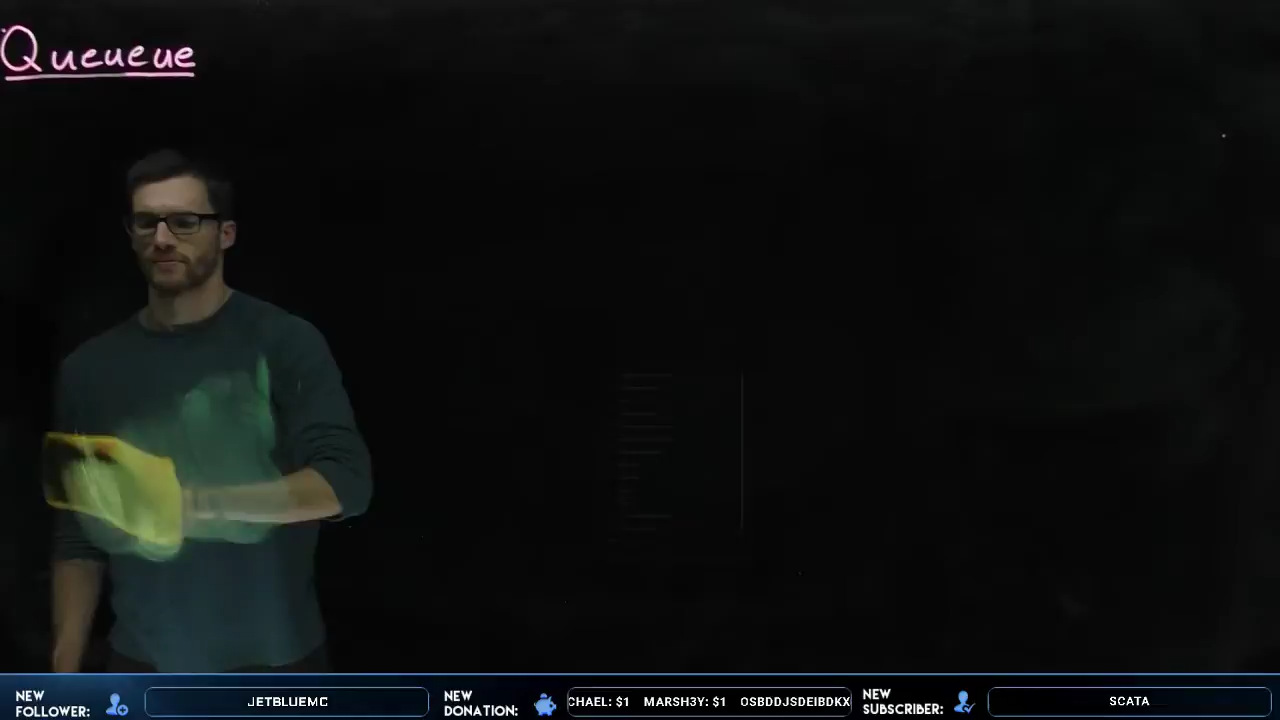 Queueue
NEW FOLLOWER:
JETBLUEMC
NEW DONATION:
CHAEL: $1 MARSH3Y: $1 OSBDDJSDEIBDKX
NEW SUBSCRIBER:
SCATA